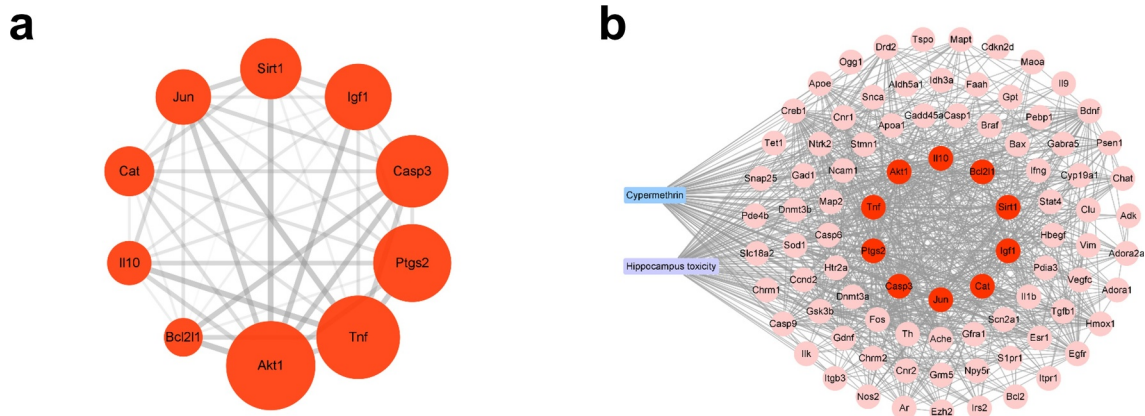 a
Sirt1
Jun
Igf1
Cat
Casp3
Il10
Ptgs2
Bcl2l1
Tnf
Akt1
b
Cypermethrin
Hippocampus toxicity
Drd2
Tspo
Mapt
Cdkn2d
Ogg1
Maoa
Apoe
Aldh5a1
Idh3a
Faah
Gpt
Il9
Snca
Creb1
Cnr1
Apoa1
Gadd45a
Casp1
Braf
Pebp1
Bdnf
Tet1
Ntrk2
Stmn1
Bax
Gabra5
Psen1
Snap25
Gad1
Ncam1
Akt1
Il10
Bcl2l1
Ifng
Cyp19a1
Chat
Pde4b
Dnmt3b
Map2
Tnf
Sirt1
Stat4
Clu
Adk
Slc18a2
Sod1
Casp6
Ptgs2
Igf1
Hbegf
Vim
Adora2a
Chrm1
Ccnd2
Htr2a
Casp3
Cat
Pdia3
Vegfc
Adora1
Dnmt3a
Jun
Il1b
Casp9
Gsk3b
Fos
Scn2a1
Tgfb1
Hmox1
Ilk
Gdnf
Th
Ache
Gfra1
Esr1
Egfr
Itgb3
Chrm2
Cnr2
Grm5
Npy5r
S1pr1
Itpr1
Nos2
Ar
Ezh2
Irs2
Bcl2